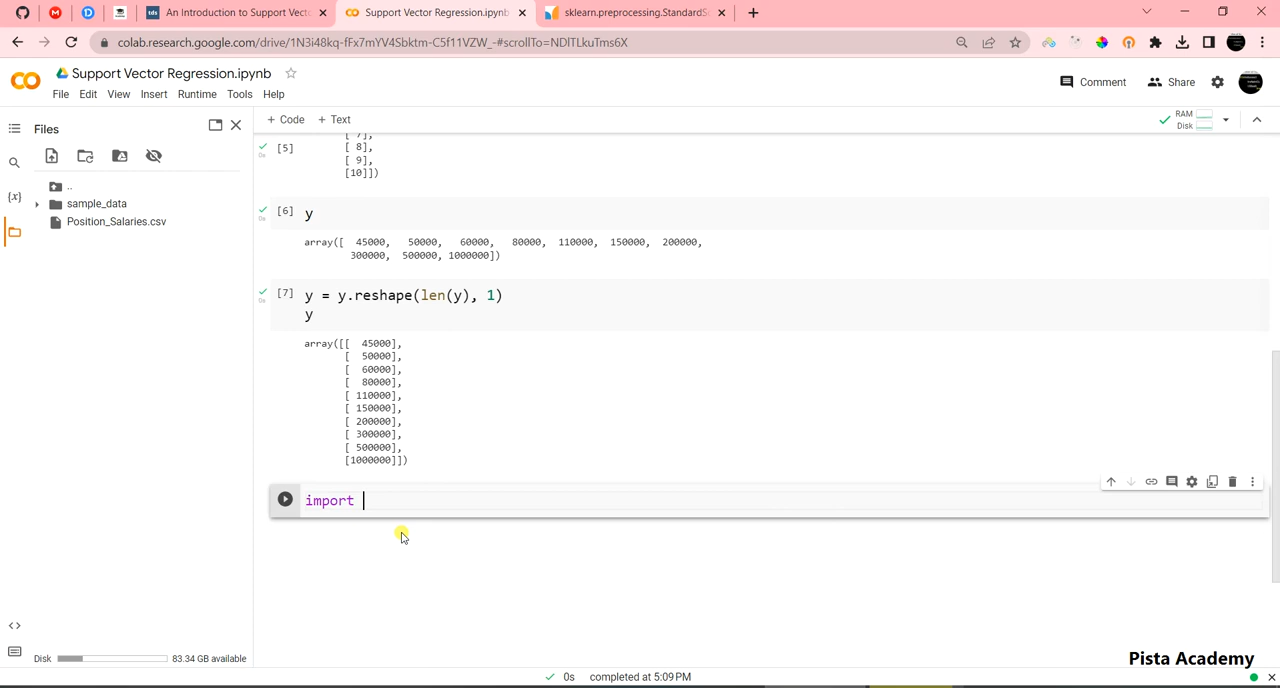 An Introduction to Support Vecto
Support Vector Regression.ipynb
sklearn.preprocessing.StandardSc
colab.research.google.com/drive/1N3i48kq-fFx7mYV4Sbktm-C5f11VZW_-#scrollTo=NDlTLkuTms6X
Support Vector Regression.ipynb
Comment
Share
File Edit View Insert Runtime Tools Help
Files
+ Code + Text
RAM
Disk
..
sample_data
Position_Salaries.csv
[5]
[ 7],
[ 8],
[ 9],
[10]])
[6] y
array([ 45000, 50000, 60000, 80000, 110000, 150000, 200000,
300000, 500000, 1000000])
[7] y = y.reshape(len(y), 1)
y
array([[ 45000],
[ 50000],
[ 60000],
[ 80000],
[ 110000],
[ 150000],
[ 200000],
[ 300000],
[ 500000],
[1000000]])
import
Disk 83.34 GB available
Pista Academy
0s completed at 5:09 PM